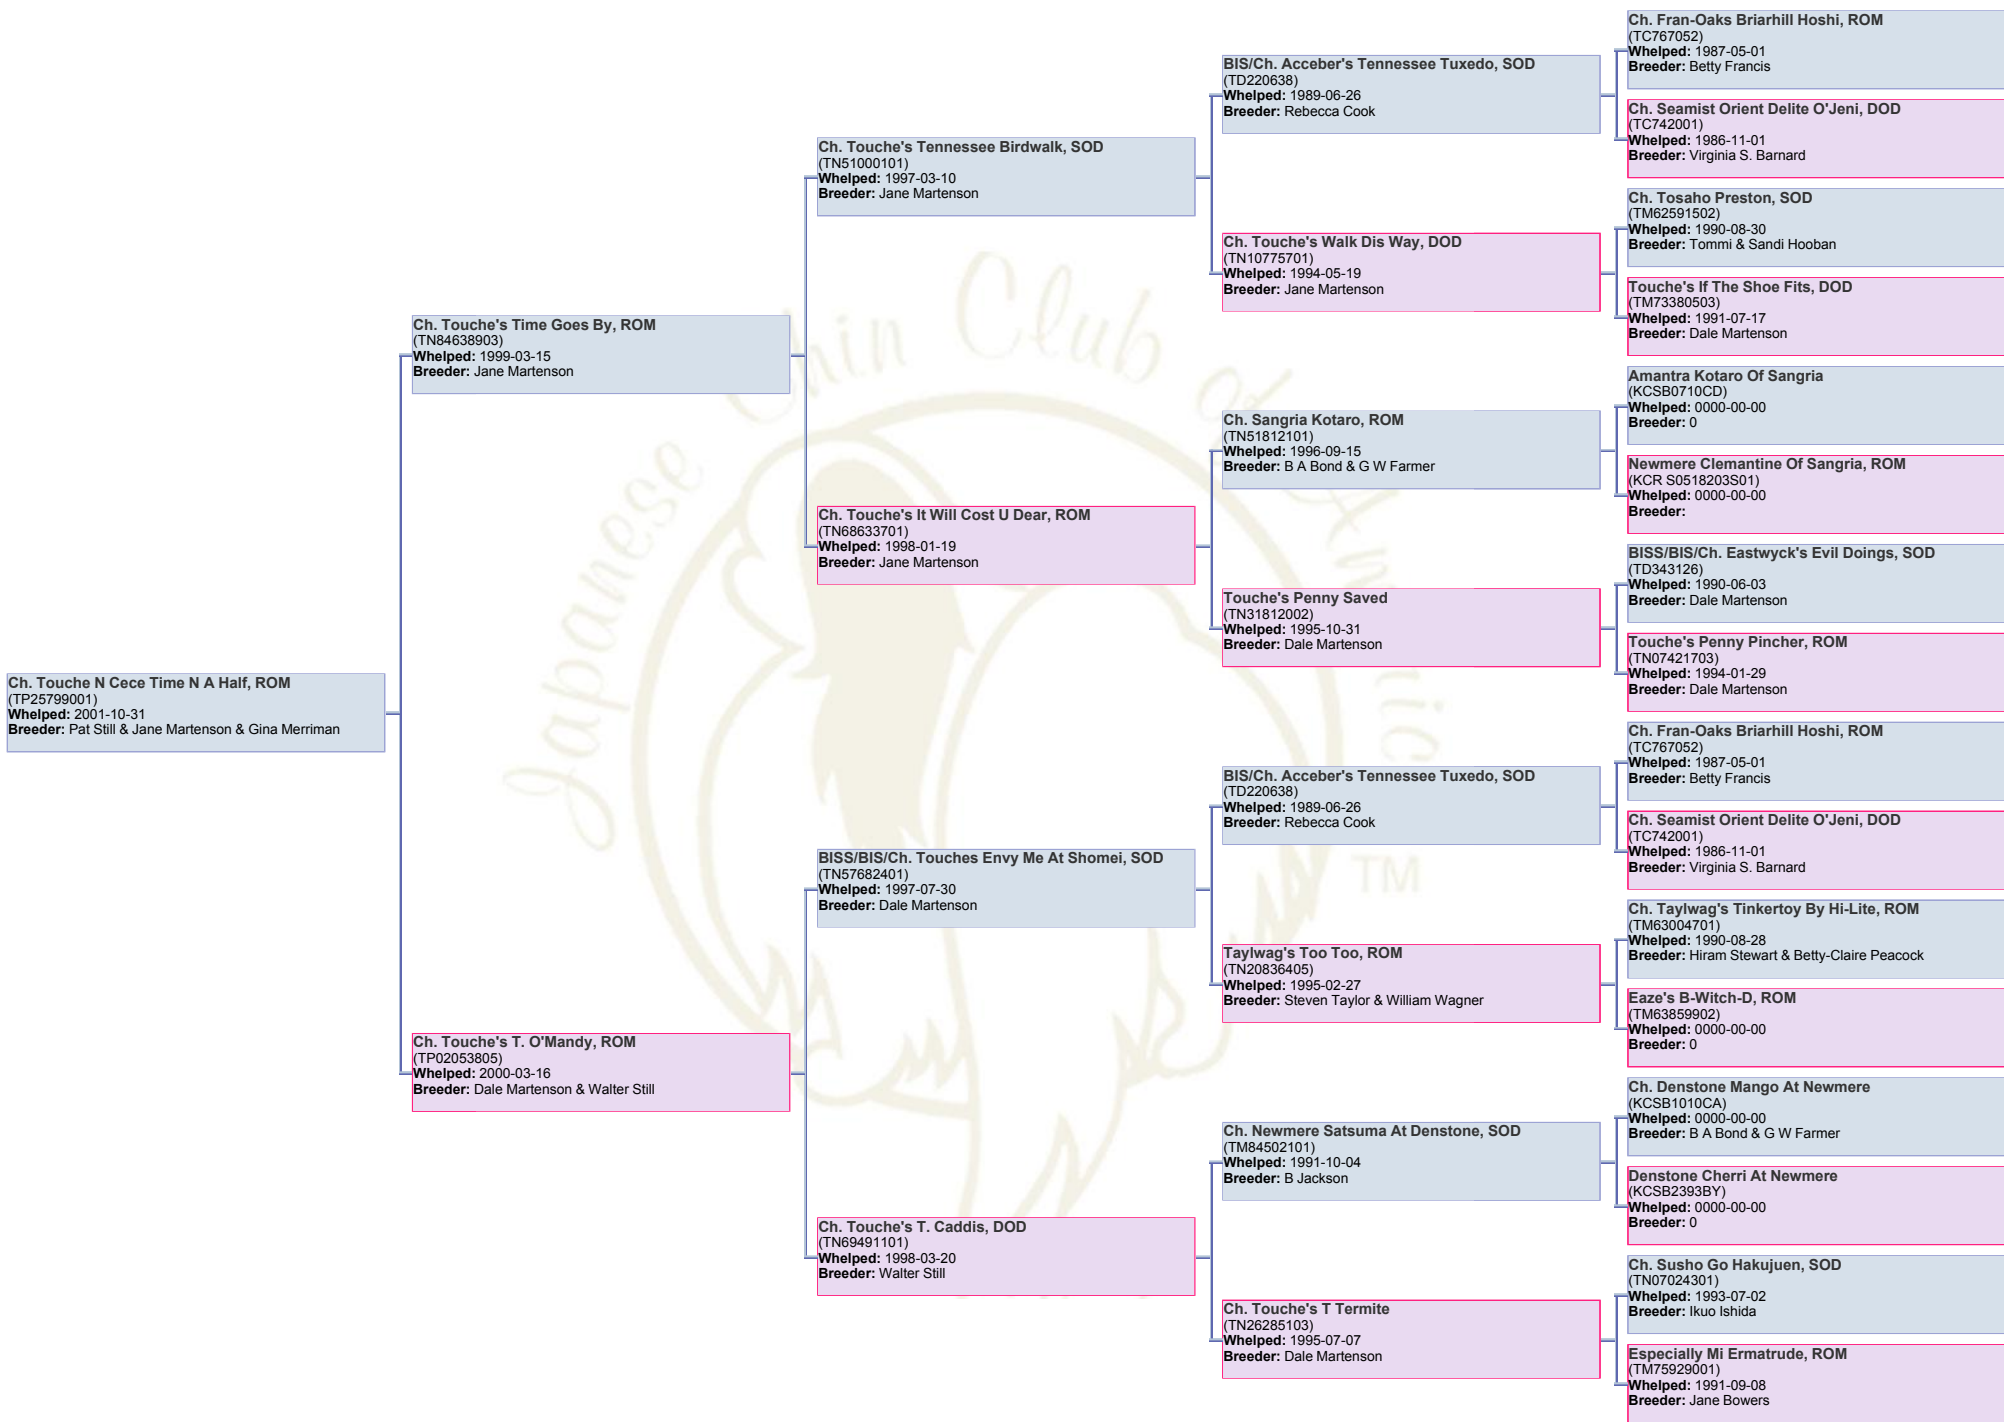 Ch. Touche N Cece Time N A Half, ROM
(TP25799001)
Whelped: 2001-10-31
Breeder: Pat Still & Jane Martenson & Gina Merriman
Ch. Touche's Time Goes By, ROM
(TN84638903)
Whelped: 1999-03-15
Breeder: Jane Martenson
Ch. Touche's T. O'Mandy, ROM
(TP02053805)
Whelped: 2000-03-16
Breeder: Dale Martenson & Walter Still
Ch. Touche's Tennessee Birdwalk, SOD
(TN51000101)
Whelped: 1997-03-10
Breeder: Jane Martenson
Ch. Touche's It Will Cost U Dear, ROM
(TN68633701)
Whelped: 1998-01-19
Breeder: Jane Martenson
BISS/BIS/Ch. Touches Envy Me At Shomei, SOD
(TN57682401)
Whelped: 1997-07-30
Breeder: Dale Martenson
Ch. Touche's T. Caddis, DOD
(TN69491101)
Whelped: 1998-03-20
Breeder: Walter Still
BIS/Ch. Acceber's Tennessee Tuxedo, SOD
(TD220638)
Whelped: 1989-06-26
Breeder: Rebecca Cook
Ch. Touche's Walk Dis Way, DOD
(TN10775701)
Whelped: 1994-05-19
Breeder: Jane Martenson
Ch. Sangria Kotaro, ROM
(TN51812101)
Whelped: 1996-09-15
Breeder: B A Bond & G W Farmer
Touche's Penny Saved
(TN31812002)
Whelped: 1995-10-31
Breeder: Dale Martenson
BIS/Ch. Acceber's Tennessee Tuxedo, SOD
(TD220638)
Whelped: 1989-06-26
Breeder: Rebecca Cook
Taylwag's Too Too, ROM
(TN20836405)
Whelped: 1995-02-27
Breeder: Steven Taylor & William Wagner
Ch. Newmere Satsuma At Denstone, SOD
(TM84502101)
Whelped: 1991-10-04
Breeder: B Jackson
Ch. Touche's T Termite
(TN26285103)
Whelped: 1995-07-07
Breeder: Dale Martenson
Ch. Fran-Oaks Briarhill Hoshi, ROM
(TC767052)
Whelped: 1987-05-01
Breeder: Betty Francis
Ch. Seamist Orient Delite O'Jeni, DOD
(TC742001)
Whelped: 1986-11-01
Breeder: Virginia S. Barnard
Ch. Tosaho Preston, SOD
(TM62591502)
Whelped: 1990-08-30
Breeder: Tommi & Sandi Hooban
Touche's If The Shoe Fits, DOD
(TM73380503)
Whelped: 1991-07-17
Breeder: Dale Martenson
Amantra Kotaro Of Sangria
(KCSB0710CD)
Whelped: 0000-00-00
Breeder: 0
Newmere Clemantine Of Sangria, ROM
(KCR S0518203S01)
Whelped: 0000-00-00
Breeder:
BISS/BIS/Ch. Eastwyck's Evil Doings, SOD
(TD343126)
Whelped: 1990-06-03
Breeder: Dale Martenson
Touche's Penny Pincher, ROM
(TN07421703)
Whelped: 1994-01-29
Breeder: Dale Martenson
Ch. Fran-Oaks Briarhill Hoshi, ROM
(TC767052)
Whelped: 1987-05-01
Breeder: Betty Francis
Ch. Seamist Orient Delite O'Jeni, DOD
(TC742001)
Whelped: 1986-11-01
Breeder: Virginia S. Barnard
Ch. Taylwag's Tinkertoy By Hi-Lite, ROM
(TM63004701)
Whelped: 1990-08-28
Breeder: Hiram Stewart & Betty-Claire Peacock
Eaze's B-Witch-D, ROM
(TM63859902)
Whelped: 0000-00-00
Breeder: 0
Ch. Denstone Mango At Newmere
(KCSB1010CA)
Whelped: 0000-00-00
Breeder: B A Bond & G W Farmer
Denstone Cherri At Newmere
(KCSB2393BY)
Whelped: 0000-00-00
Breeder: 0
Ch. Susho Go Hakujuen, SOD
(TN07024301)
Whelped: 1993-07-02
Breeder: Ikuo Ishida
Especially Mi Ermatrude, ROM
(TM75929001)
Whelped: 1991-09-08
Breeder: Jane Bowers
Japanese Chin Club of America
TM